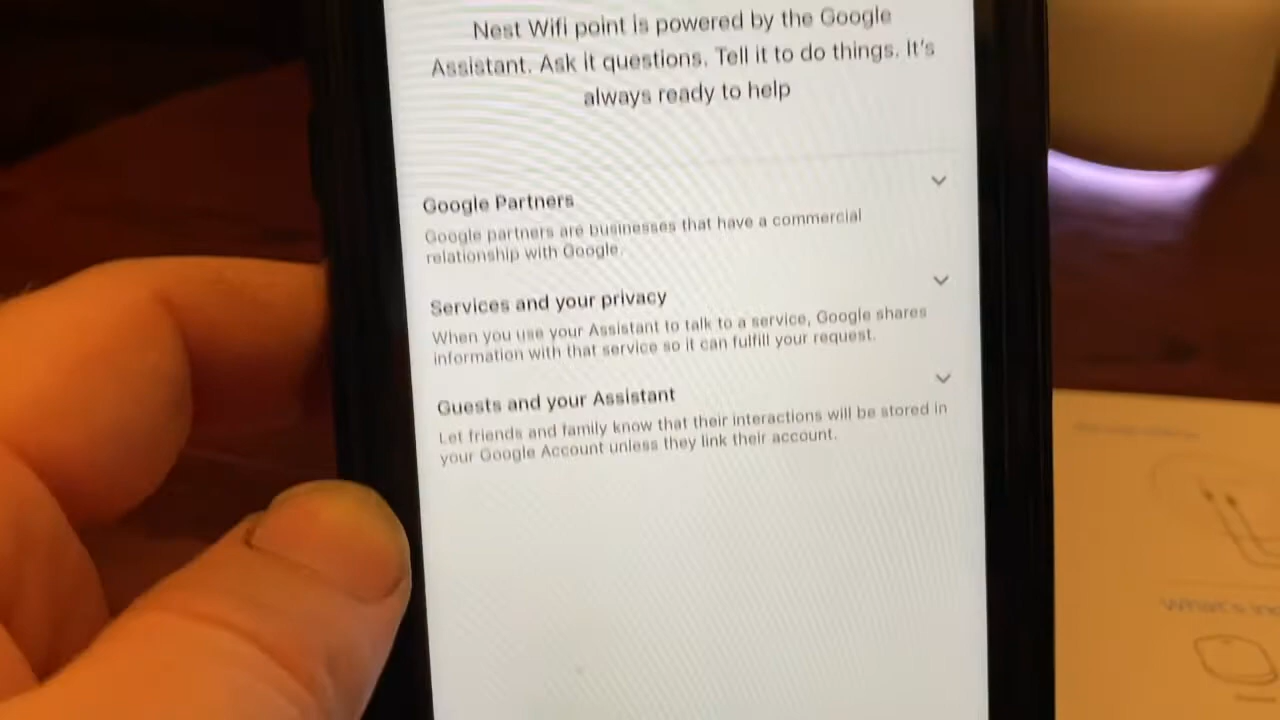 Nest Wifi point is powered by the Google
Assistant. Ask it questions. Tell it to do things. It's
always ready to help
Google Partners
Google partners are businesses that have a commercial
relationship with Google.
Services and your privacy
When you use your Assistant to talk to a service, Google shares
information with that service so it can fulfill your request.
Guests and your Assistant
Let friends and family know that their interactions will be stored in
your Google Account unless they link their account.
What's